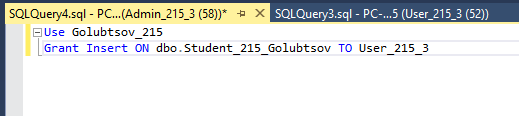 SQLQuery4.sql - PC-...(Admin_215_3 (58))* SQLQuery3.sql - PC-...5 (User_215_3 (52))
Use Golubtsov_215
Grant Insert ON dbo.Student_215_Golubtsov TO User_215_3